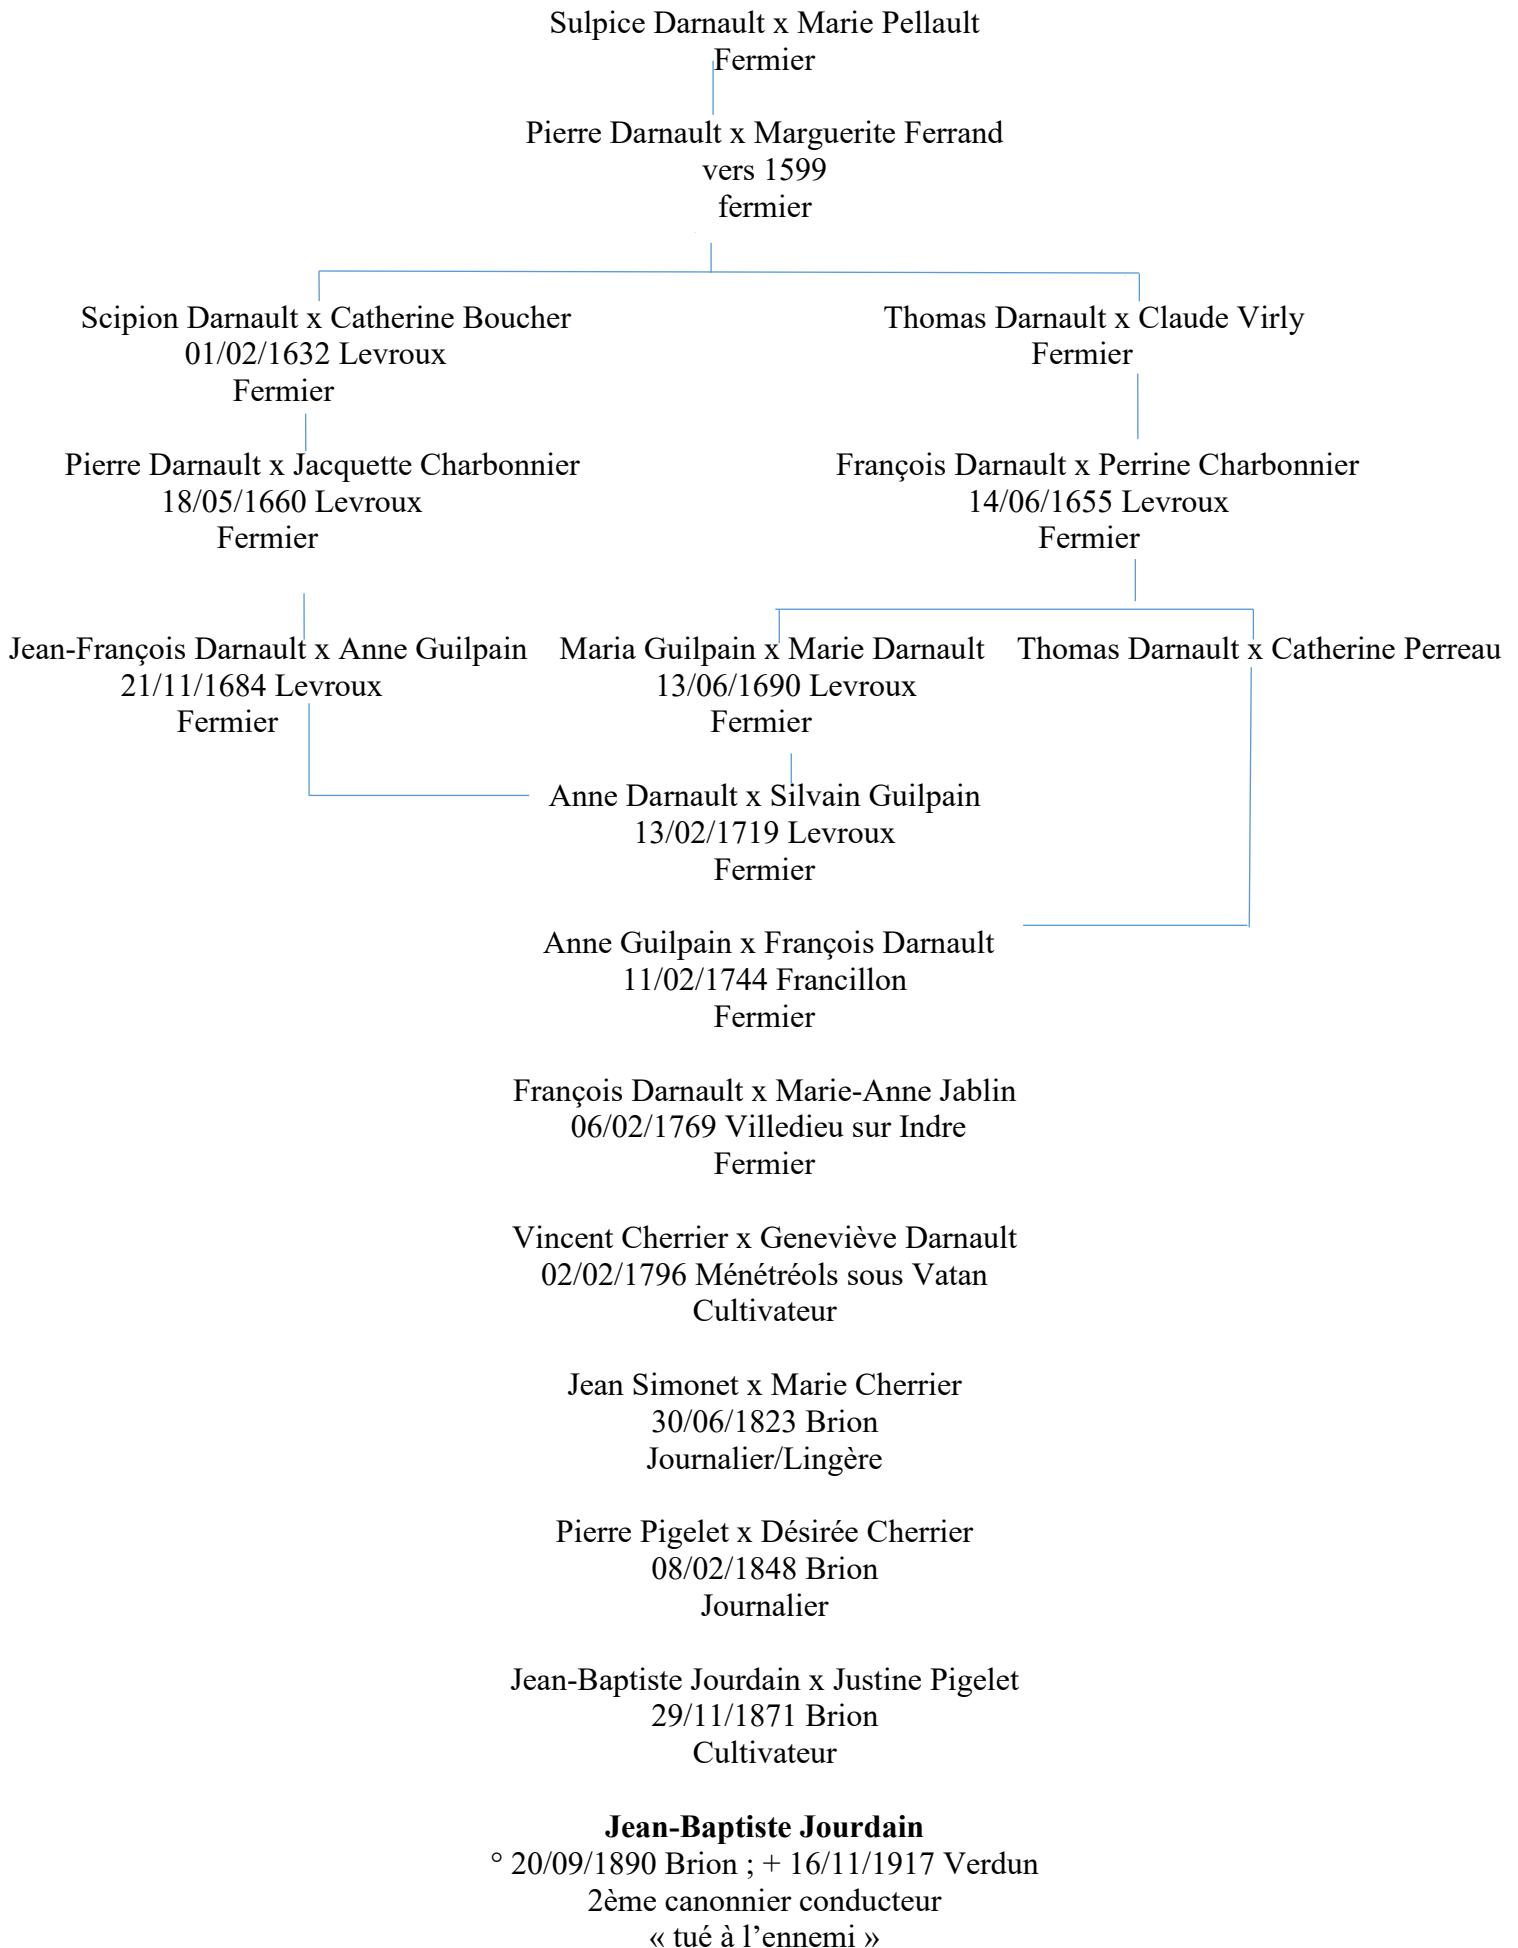 Sulpice Darnault x Marie Pellault
Fermier
Pierre Darnault x Marguerite Ferrand
vers 1599
fermier
Scipion Darnault x Catherine Boucher
01/02/1632 Levroux
Fermier
Thomas Darnault x Claude Virly
Fermier
Pierre Darnault x Jacquette Charbonnier
18/05/1660 Levroux
Fermier
François Darnault x Perrine Charbonnier
14/06/1655 Levroux
Fermier
Jean-François Darnault x Anne Guilpain
21/11/1684 Levroux
Fermier
Maria Guilpain x Marie Darnault
13/06/1690 Levroux
Fermier
Thomas Darnault x Catherine Perreau
Anne Darnault x Silvain Guilpain
13/02/1719 Levroux
Fermier
Anne Guilpain x François Darnault
11/02/1744 Francillon
Fermier
François Darnault x Marie-Anne Jablin
06/02/1769 Villedieu sur Indre
Fermier
Vincent Cherrier x Geneviève Darnault
02/02/1796 Ménétréols sous Vatan
Cultivateur
Jean Simonet x Marie Cherrier
30/06/1823 Brion
Journalier/Lingère
Pierre Pigelet x Désirée Cherrier
08/02/1848 Brion
Journalier
Jean-Baptiste Jourdain x Justine Pigelet
29/11/1871 Brion
Cultivateur
Jean-Baptiste Jourdain
° 20/09/1890 Brion ; + 16/11/1917 Verdun
2ème canonnier conducteur
« tué à l’ennemi »